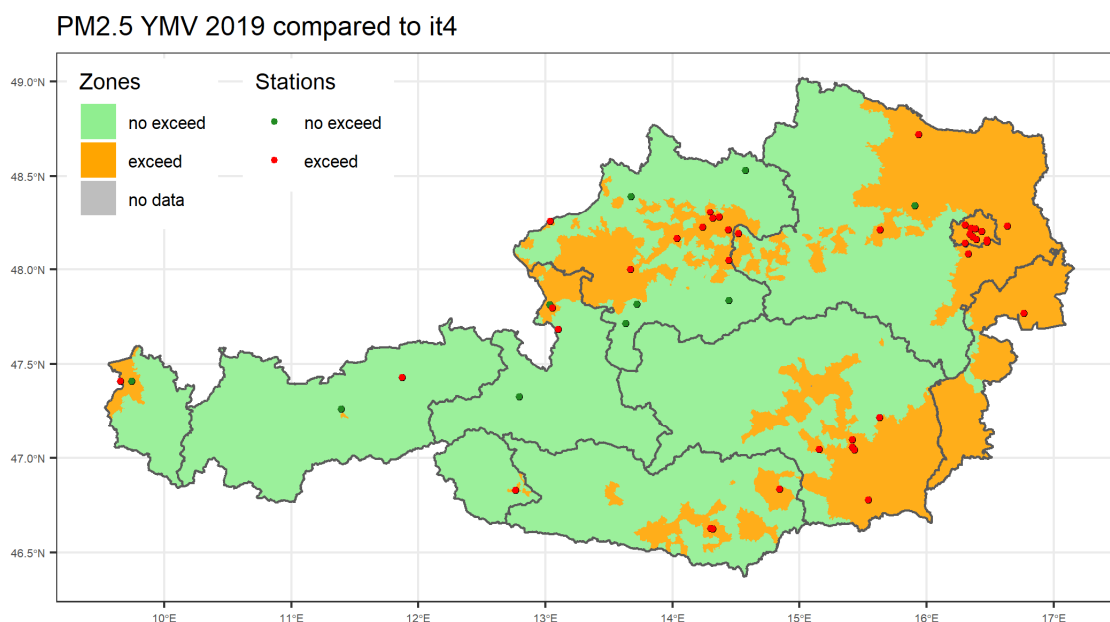 PM2.5 YMV 2019 compared to it4
Zones
no exceed
exceed
no data
Stations
no exceed
exceed
49.0°N
48.5°N
48.0°N
47.5°N
47.0°N
46.5°N
10°E 11°E 12°E 13°E 14°E 15°E 16°E 17°E